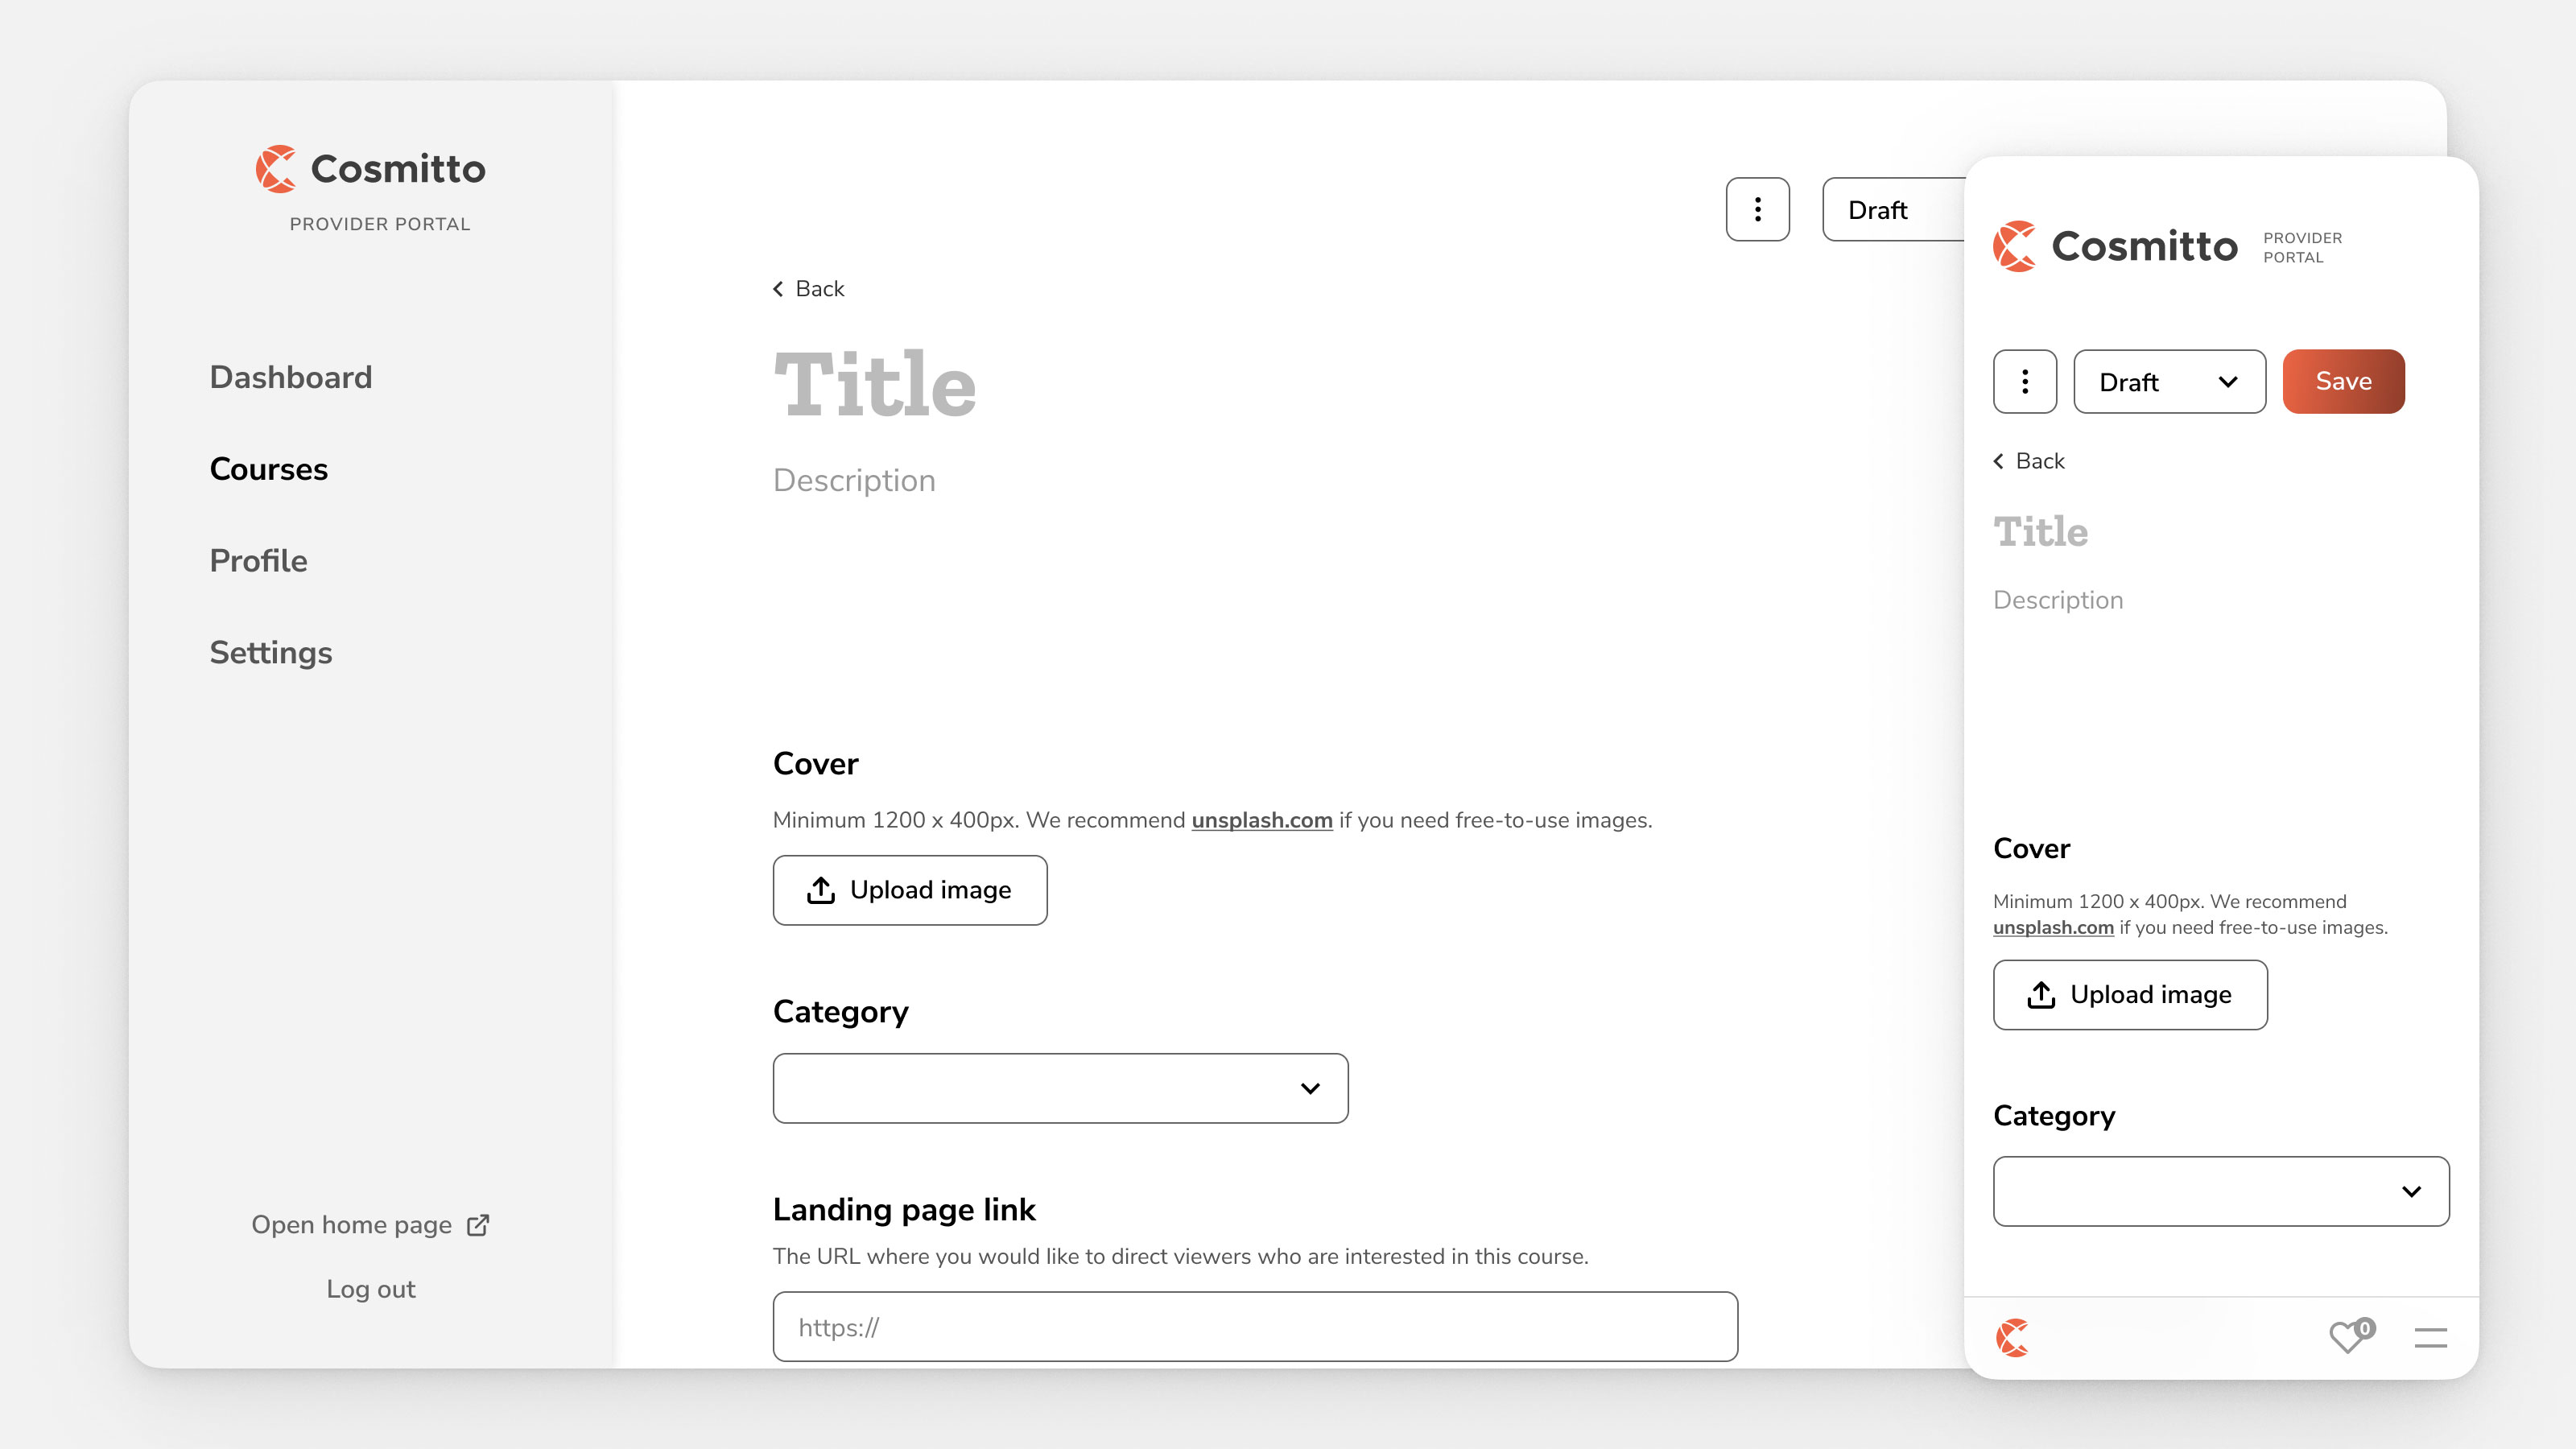 Cosmitto
PROVIDER PORTAL
Dashboard
Courses
Profile
Settings
Open home page
Log out
Draft
Back
Title
Description
Cover
Minimum 1200 x 400px. We recommend unsplash.com if you need free-to-use images.
Upload image
Category
Landing page link
The URL where you would like to direct viewers who are interested in this course.
https://
Cosmitto
PROVIDER
PORTAL
Draft
Save
Back
Title
Description
Cover
Minimum 1200 x 400px. We recommend
unsplash.com if you need free-to-use images.
Upload image
Category
0